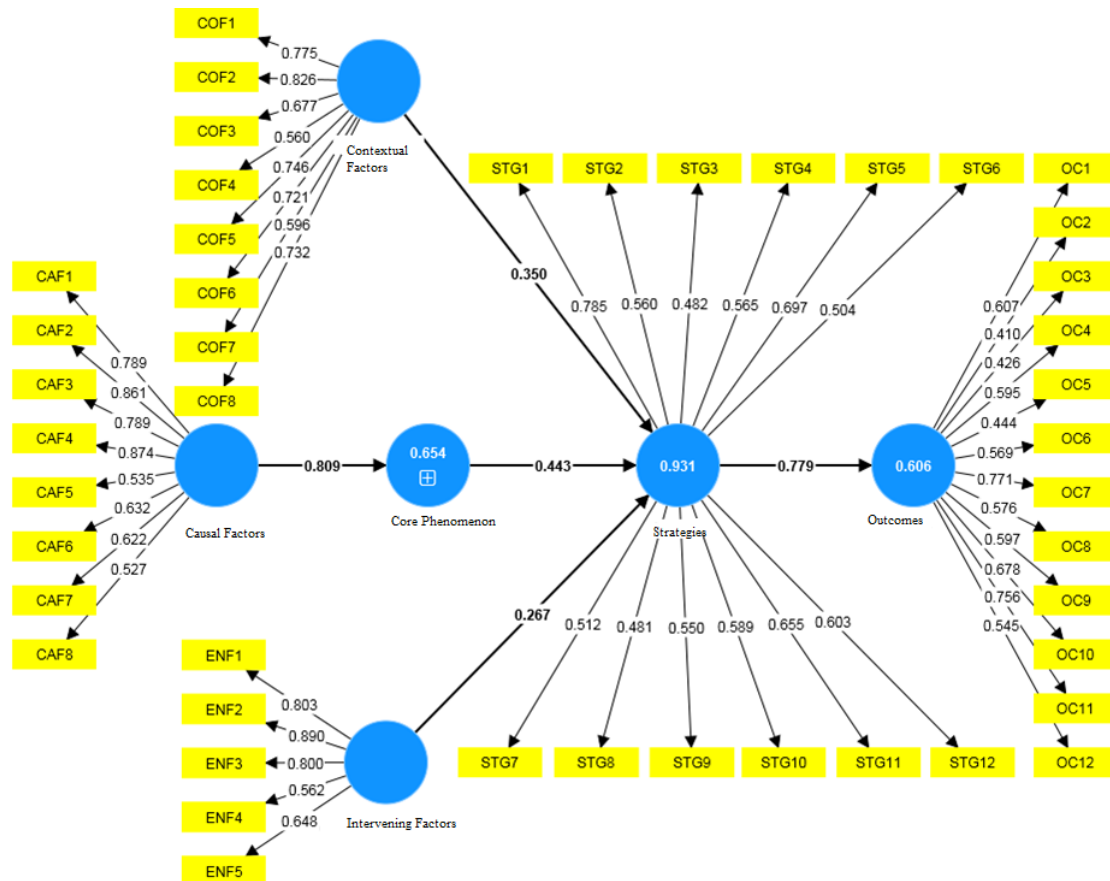 COF1
COF2
COF3
COF4
COF5
COF6
COF7
COF8
0.775
0.826
0.677
0.560
0.746
0.721
0.596
0.732
Contextual
Factors
CAF1
CAF2
CAF3
CAF4
CAF5
CAF6
CAF7
CAF8
0.789
0.861
0.789
0.874
0.535
0.632
0.622
0.527
Causal Factors
0.809
0.654
Core Phenomenon
0.443
0.350
0.267
ENF1
ENF2
ENF3
ENF4
ENF5
0.803
0.890
0.800
0.562
0.648
Intervening Factors
STG1
STG2
STG3
STG4
STG5
STG6
0.785
0.560
0.482
0.565
0.697
0.504
0.931
Strategies
0.512
0.481
0.550
0.589
0.655
0.603
STG7
STG8
STG9
STG10
STG11
STG12
0.779
0.606
Outcomes
0.607
0.410
0.426
0.595
0.444
0.569
0.771
0.576
0.597
0.678
0.756
0.545
OC1
OC2
OC3
OC4
OC5
OC6
OC7
OC8
OC9
OC10
OC11
OC12